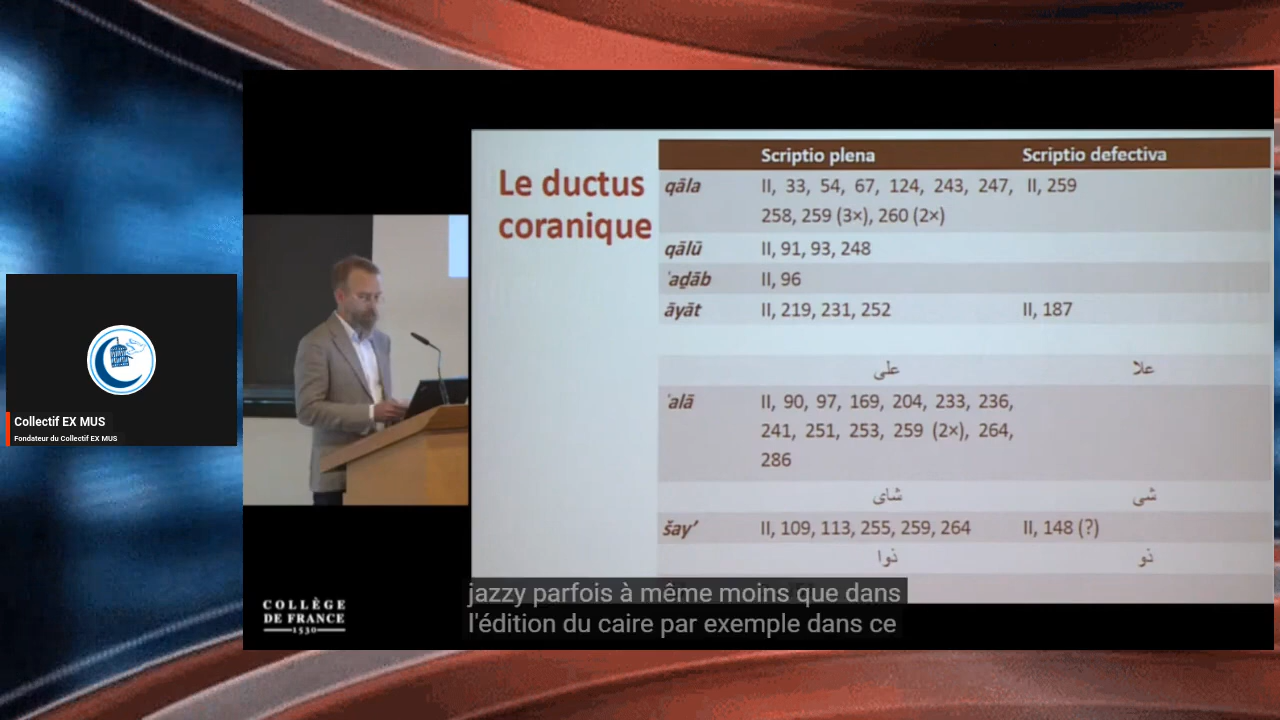 Le ductus
coranique
Scriptio plena Scriptio defectiva
qāla II, 33, 54, 67, 124, 243, 247, II, 259
258, 259 (3×), 260 (2×)
qālū II, 91, 93, 248
ʿaḏāb II, 96
āyāt II, 219, 231, 252 II, 187
على علا
ʿalā II, 90, 97, 169, 204, 233, 236,
241, 251, 253, 259 (2×), 264,
286
شاى شى
šayʾ II, 109, 113, 255, 259, 264 II, 148 (?)
ذوا ذو
jazzy parfois à même moins que dans
l'édition du caire par exemple dans ce
COLLÈGE
DE FRANCE
1530
Collectif EX MUS
Fondateur du Collectif EX MUS